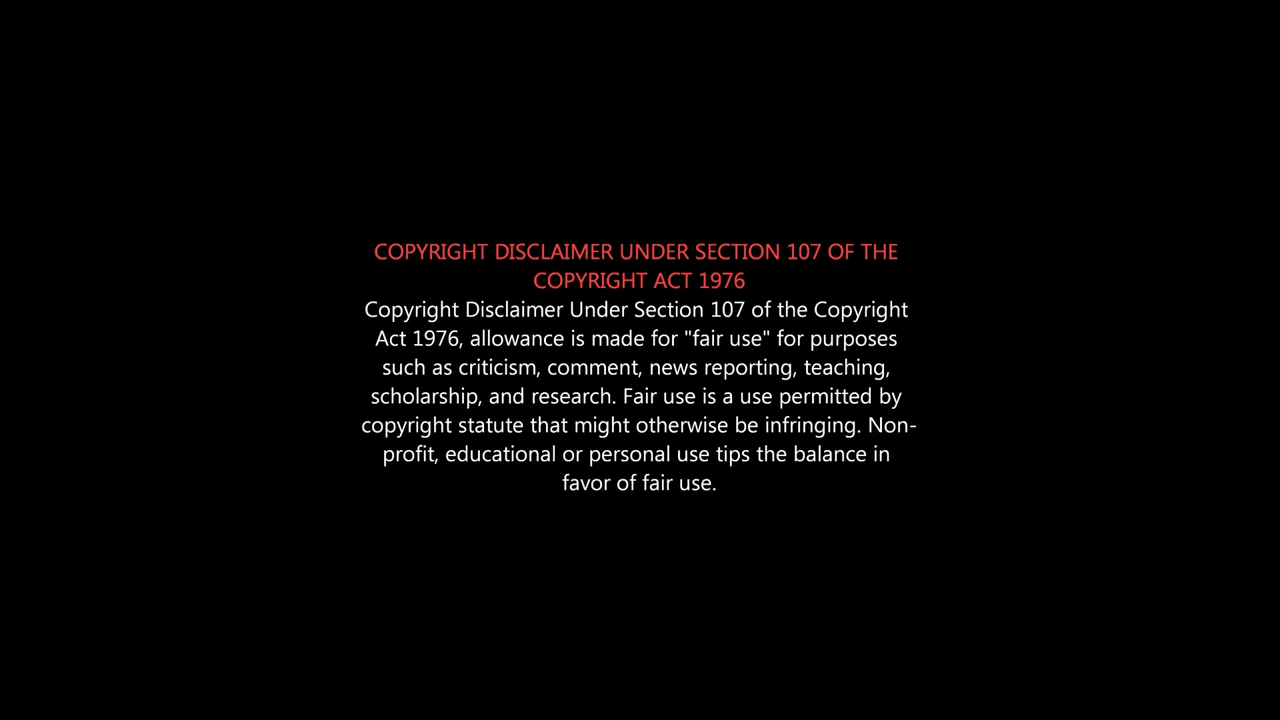 COPYRIGHT DISCLAIMER UNDER SECTION 107 OF THE
COPYRIGHT ACT 1976
Copyright Disclaimer Under Section 107 of the Copyright
Act 1976, allowance is made for "fair use" for purposes
such as criticism, comment, news reporting, teaching,
scholarship, and research. Fair use is a use permitted by
copyright statute that might otherwise be infringing. Non-
profit, educational or personal use tips the balance in
favor of fair use.